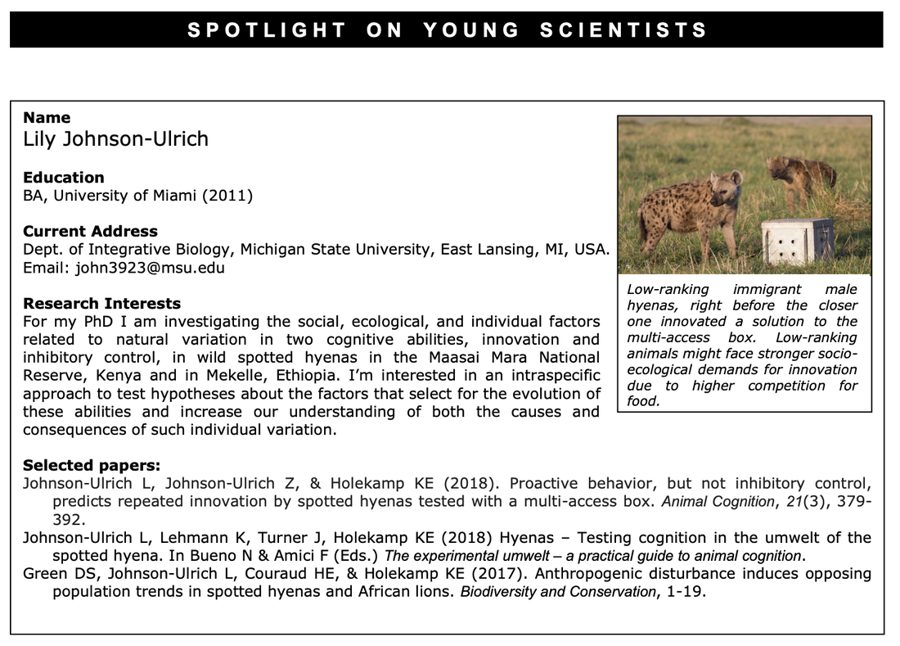 SPOTLIGHT ON YOUNG SCIENTISTS
Name
Lily Johnson-Ulrich
Education
BA, University of Miami (2011)
Current Address
Dept. of Integrative Biology, Michigan State University, East Lansing, MI, USA.
Email: john3923@msu.edu
Research Interests
For my PhD I am investigating the social, ecological, and individual factors
related to natural variation in two cognitive abilities, innovation and
inhibitory control, in wild spotted hyenas in the Maasai Mara National
Reserve, Kenya and in Mekelle, Ethiopia. I’m interested in an intraspecific
approach to test hypotheses about the factors that select for the evolution of
these abilities and increase our understanding of both the causes and
consequences of such individual variation.
Low-ranking immigrant male
hyenas, right before the closer
one innovated a solution to the
multi-access box. Low-ranking
animals might face stronger socio-
ecological demands for innovation
due to higher competition for
food.
Selected papers:
Johnson-Ulrich L, Johnson-Ulrich Z, & Holekamp KE (2018). Proactive behavior, but not inhibitory control,
predicts repeated innovation by spotted hyenas tested with a multi-access box. Animal Cognition, 21(3), 379-
392.
Johnson-Ulrich L, Lehmann K, Turner J, Holekamp KE (2018) Hyenas – Testing cognition in the umwelt of the
spotted hyena. In Bueno N & Amici F (Eds.) The experimental umwelt – a practical guide to animal cognition.
Green DS, Johnson-Ulrich L, Couraud HE, & Holekamp KE (2017). Anthropogenic disturbance induces opposing
population trends in spotted hyenas and African lions. Biodiversity and Conservation, 1-19.